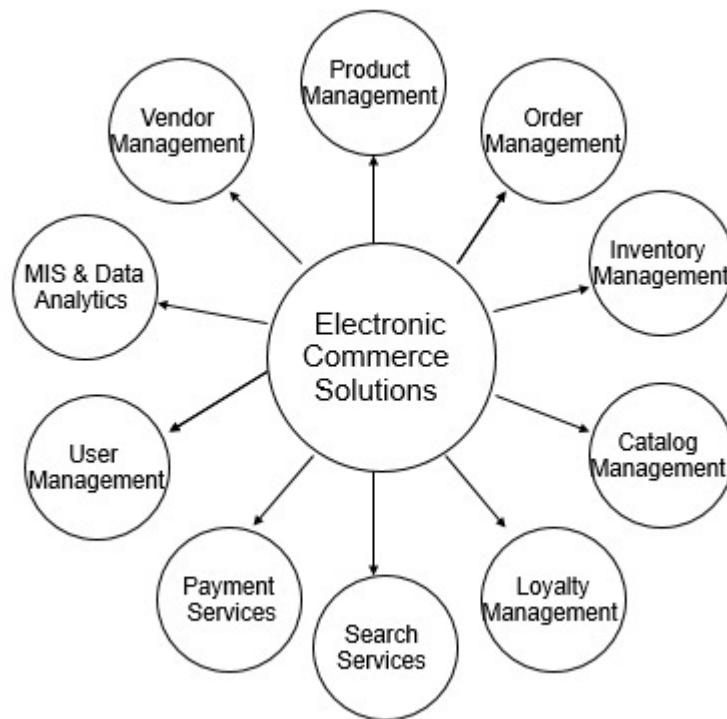 Product
Management
Vendor
Management
Order
Management
Inventory
Management
MIS & Data
Analytics
Electronic
Commerce
Solutions
Catalog
Management
User
Management
Payment
Services
Search
Services
Loyalty
Management